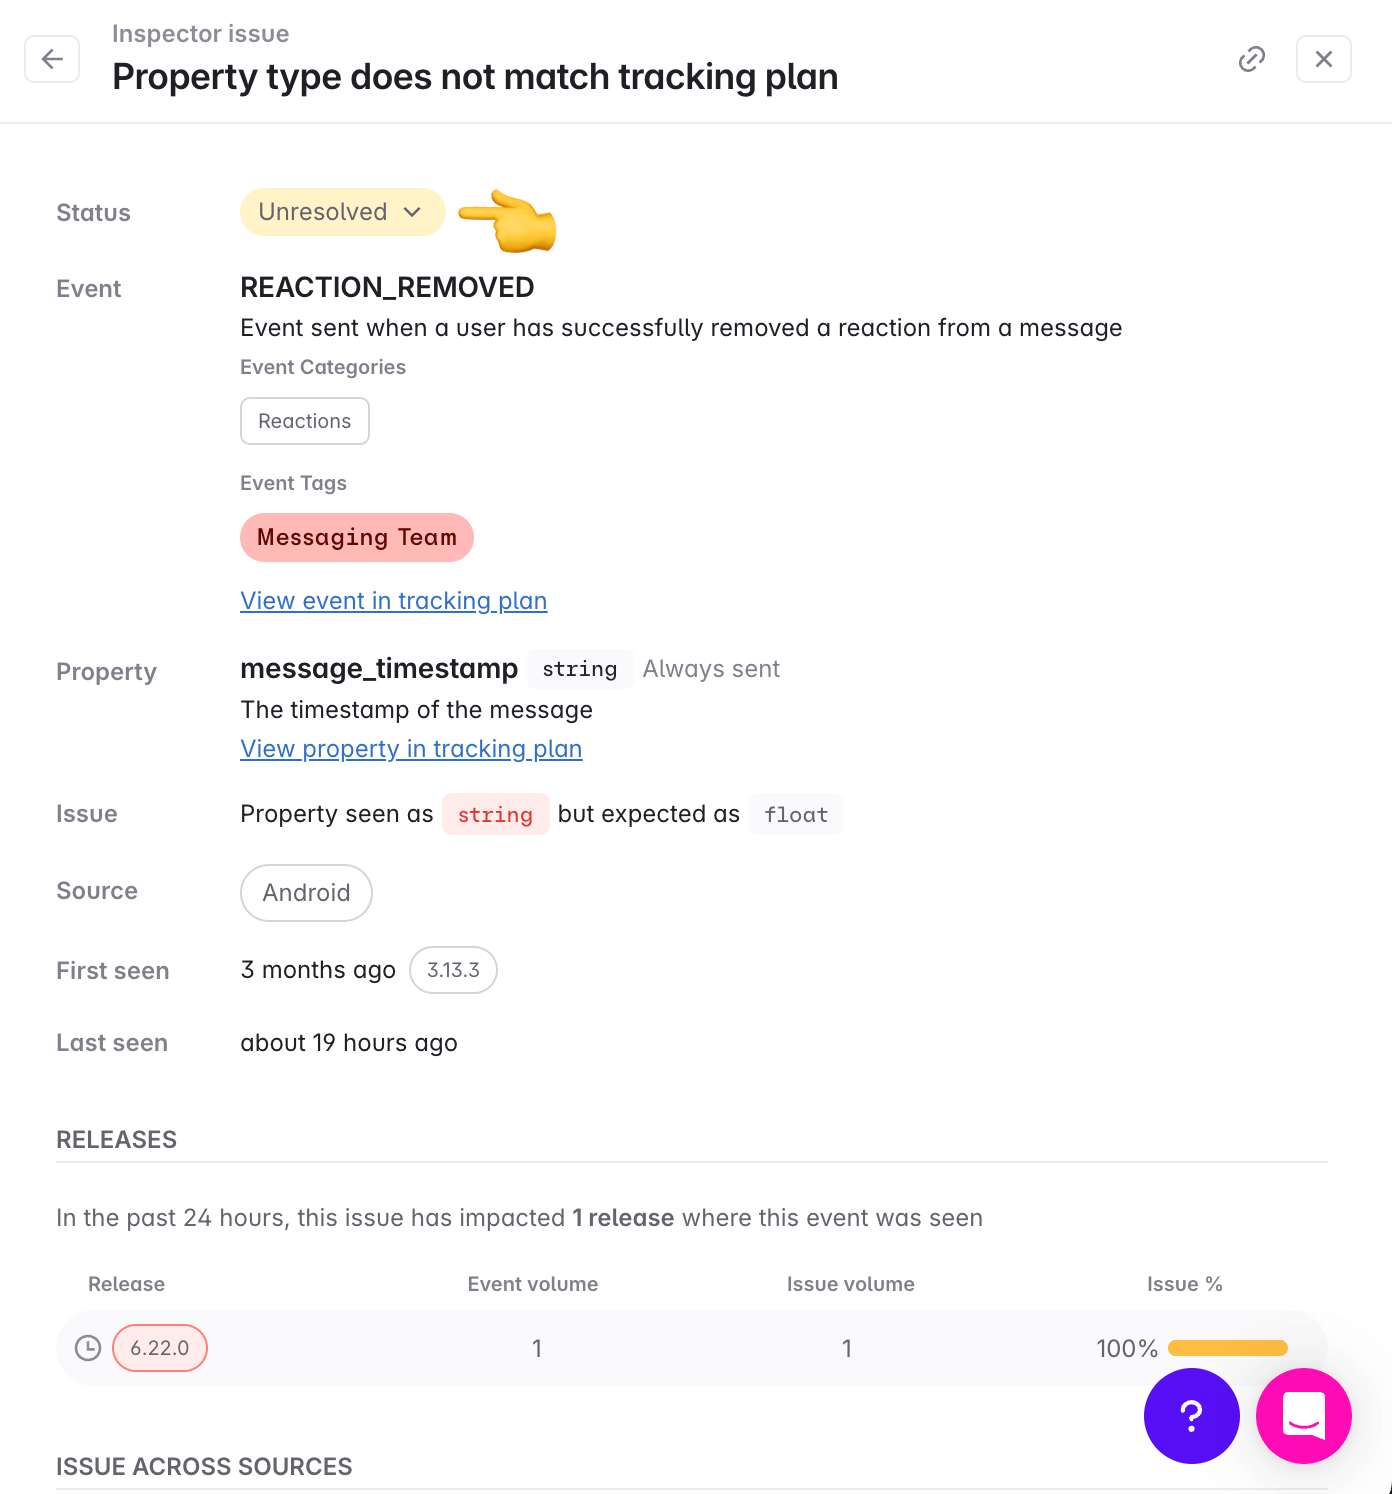 Inspector issue
Property type does not match tracking plan
Status
Unresolved
Event
REACTION_REMOVED
Event sent when a user has successfully removed a reaction from a message
Event Categories
Reactions
Event Tags
Messaging Team
View event in tracking plan
Property
message_timestamp string Always sent
The timestamp of the message
View property in tracking plan
Issue
Property seen as string but expected as float
Source
Android
First seen
3 months ago 3.13.3
Last seen
about 19 hours ago
RELEASES
In the past 24 hours, this issue has impacted 1 release where this event was seen
Release Event volume Issue volume Issue %
6.22.0 1 1 100%
?
ISSUE ACROSS SOURCES